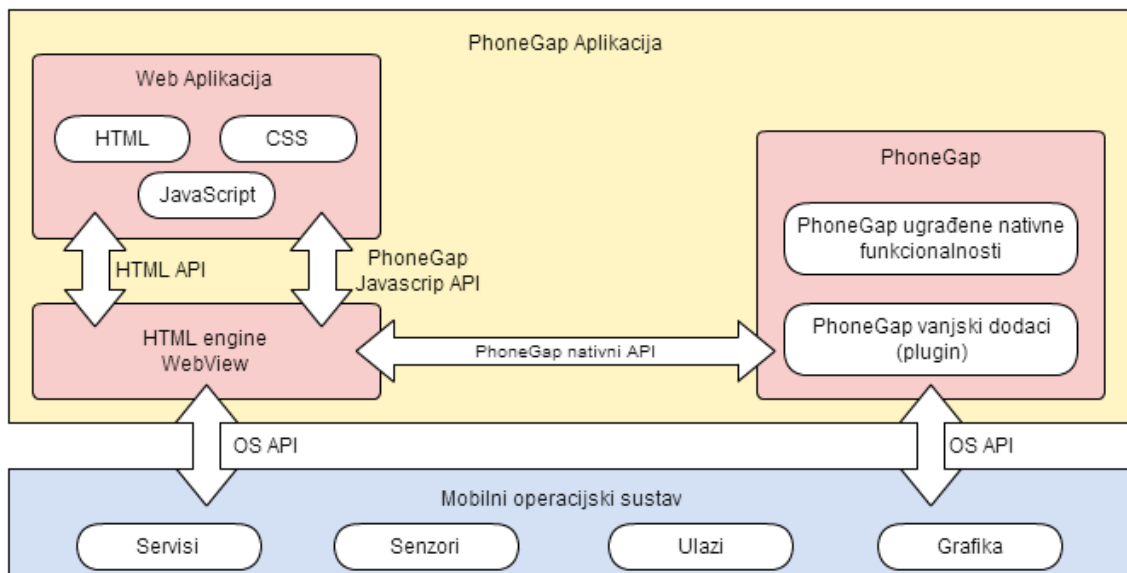 PhoneGap Aplikacija
Web Aplikacija
HTML
CSS
JavaScript
PhoneGap
PhoneGap ugrađene nativne
funkcionalnosti
PhoneGap vanjski dodaci
(plugin)
HTML API
PhoneGap
Javascrip API
HTML engine
WebView
PhoneGap nativni API
OS API
OS API
Mobilni operacijski sustav
Servisi
Senzori
Ulazi
Grafika